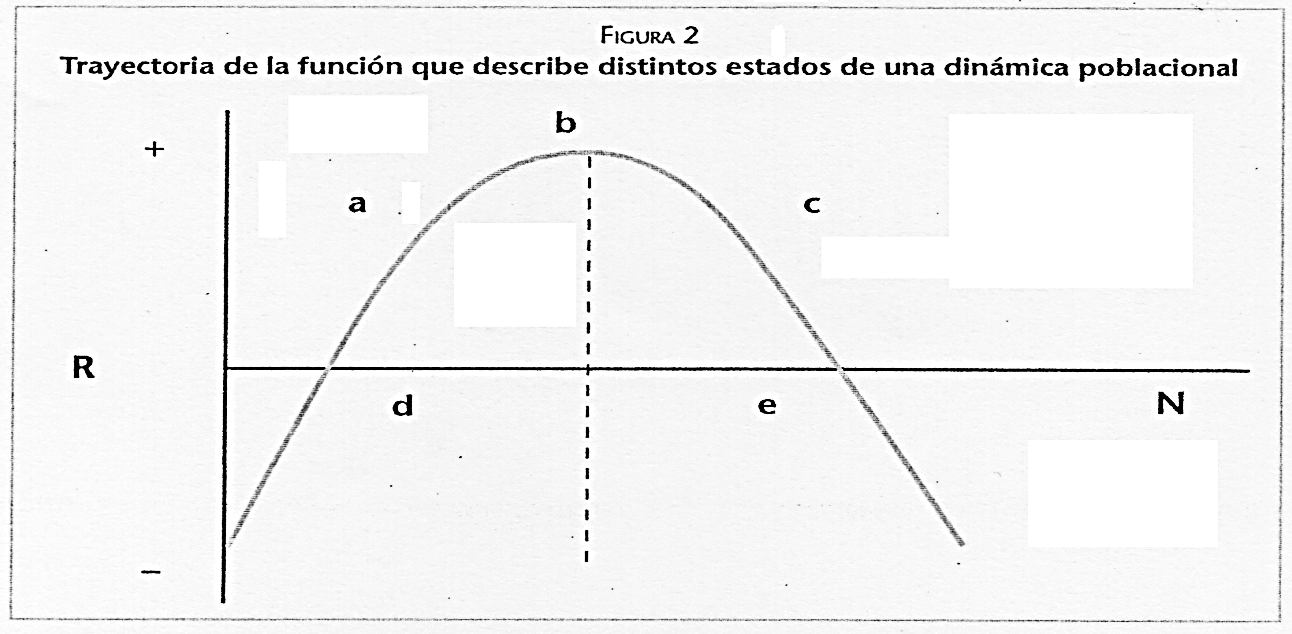 FIGURA 2
Trayectoria de la función que describe distintos estados de una dinámica poblacional
b
+
a
c
R
d
e
N
–